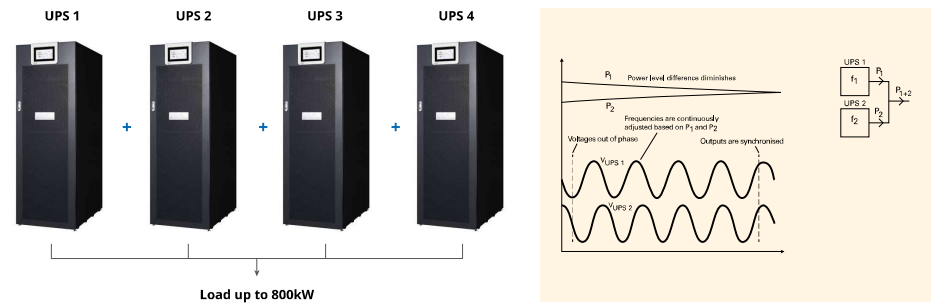 UPS 1
UPS 2
UPS 3
UPS 4
+
+
+
Load up to 800kW
P1
Power level difference diminishes
P2
Frequencies are continuously
adjusted based on P1 and P2
Voltages out of phase
Outputs are synchronised
VUPS 1
VUPS 2
UPS 1
f1
P1
P1+2
UPS 2
f2
P2